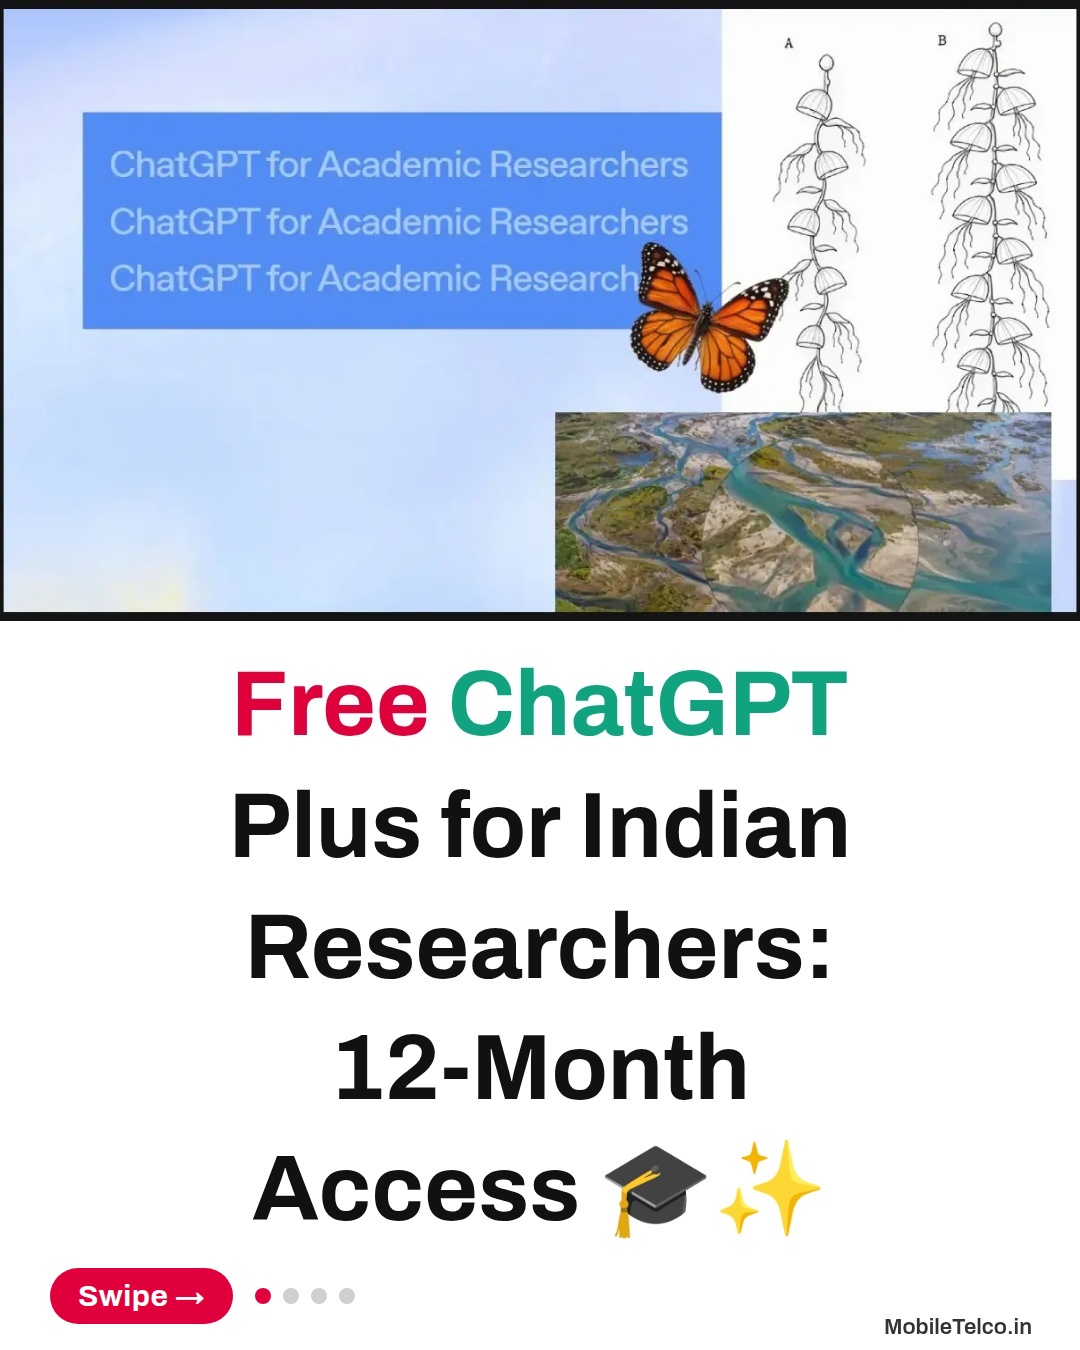 A
B
ChatGPT for Academic Researchers
ChatGPT for Academic Researchers
ChatGPT for Academic Research
Free ChatGPT
Plus for Indian
Researchers:
12-Month
Access 🎓✨
Swipe →
MobileTelco.in